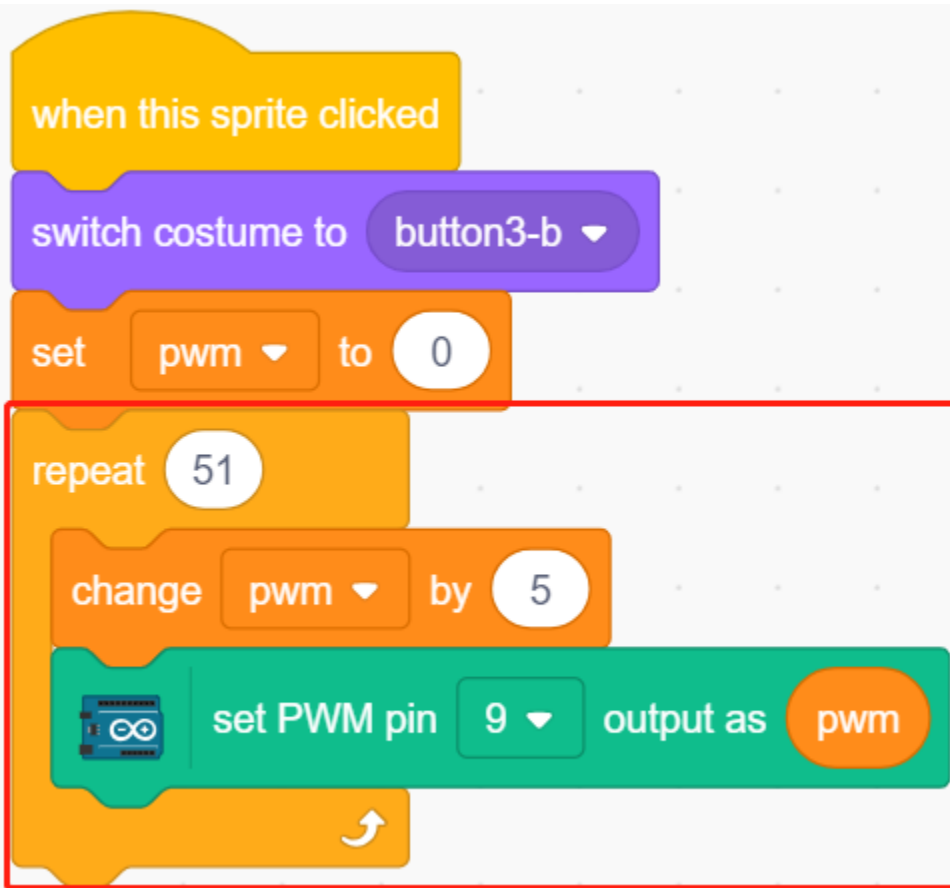 when this sprite clicked
switch costume to button3-b
set pwm to 0
repeat 51
change pwm by 5
set PWM pin 9 output as pwm